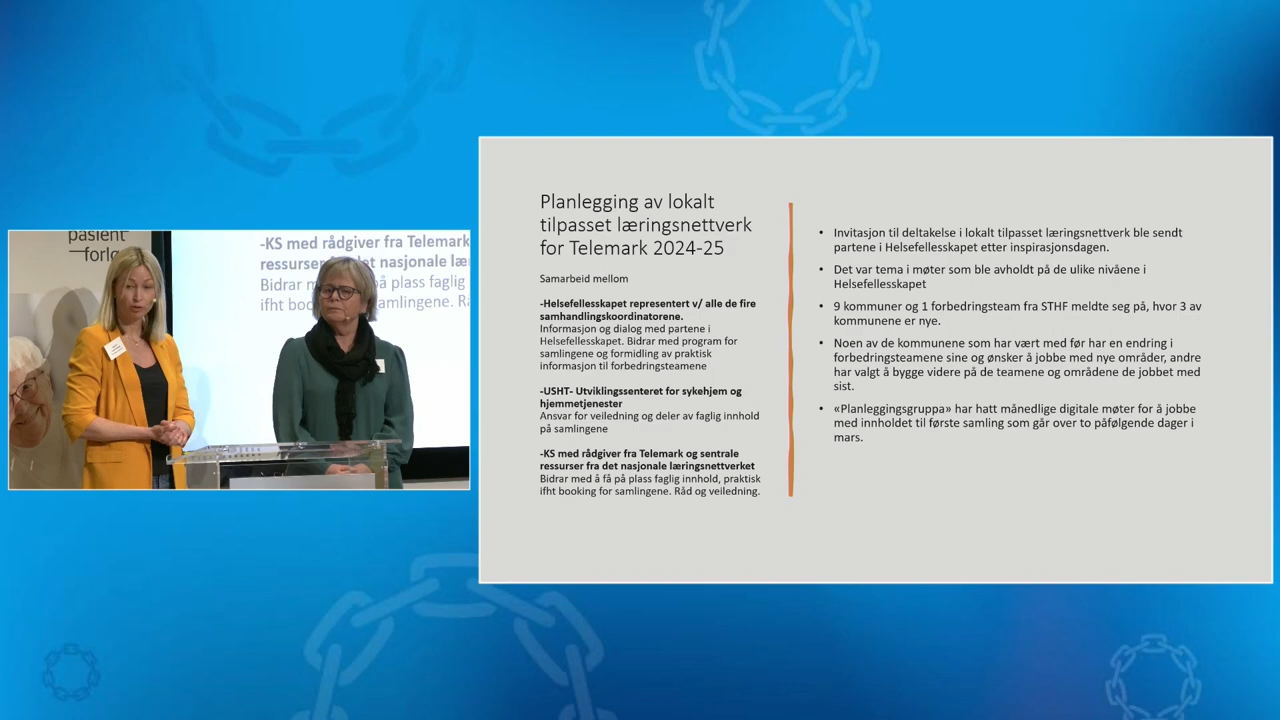 pasient
forlø
-KS med rådgiver fra Telemark
ressurser det nasjonale læ
Bidrar på plass faglig
ifht boo amlingene. Rå
Planlegging av lokalt
tilpasset læringsnettverk
for Telemark 2024-25
Samarbeid mellom
-Helsefellesskapet representert v/ alle de fire
samhandlingskoordinatorene.
Informasjon og dialog med partene i
Helsefellesskapet. Bidrar med program for
samlingene og formidling av praktisk
informasjon til forbedringsteamene
-USHT- Utviklingssenteret for sykehjem og
hjemmetjenester
Ansvar for veiledning og deler av faglig innhold
på samlingene
-KS med rådgiver fra Telemark og sentrale
ressurser fra det nasjonale læringsnettverket
Bidrar med å få på plass faglig innhold, praktisk
ifht booking for samlingene. Råd og veiledning.
• Invitasjon til deltakelse i lokalt tilpasset læringsnettverk ble sendt
partene i Helsefellesskapet etter inspirasjonsdagen.
• Det var tema i møter som ble avholdt på de ulike nivåene i
Helsefellesskapet
• 9 kommuner og 1 forbedringsteam fra STHF meldte seg på, hvor 3 av
kommunene er nye.
• Noen av de kommunene som har vært med før har en endring i
forbedringsteamene sine og ønsker å jobbe med nye områder, andre
har valgt å bygge videre på de teamene og områdene de jobbet med
sist.
• «Planleggingsgruppa» har hatt månedlige digitale møter for å jobbe
med innholdet til første samling som går over to påfølgende dager i
mars.